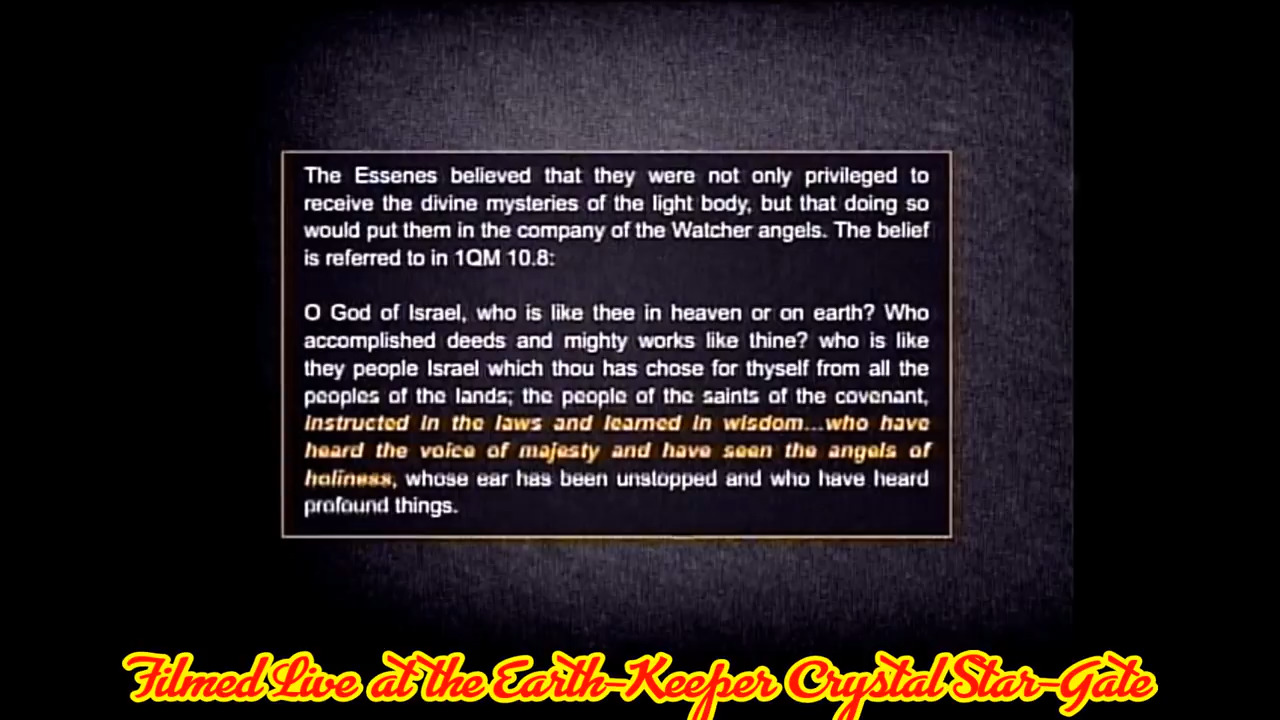 The Essenes believed that they were not only privileged to
receive the divine mysteries of the light body, but that doing so
would put them in the company of the Watcher angels. The belief
is referred to in 1QM 10.8:
O God of Israel, who is like thee in heaven or on earth? Who
accomplished deeds and mighty works like thine? who is like
they people Israel which thou has chose for thyself from all the
peoples of the lands; the people of the saints of the covenant,
instructed in the laws and learned in wisdom...who have
heard the voice of majesty and have seen the angels of
holiness, whose ear has been unstopped and who have heard
profound things.
Filmed Live at the Earth-Keeper Crystal Star-Gate